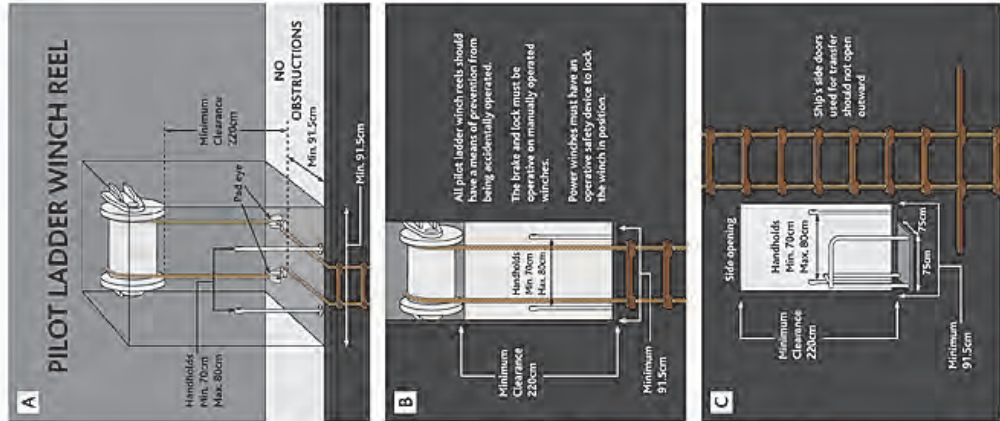 A
PILOT LADDER WINCH REEL
Minimum
Clearance
220cm
NO
OBSTRUCTIONS
Pad eye
Handholds
Min. 70cm
Max. 80cm
Min. 91.5cm
Min. 91.5cm
B
All pilot ladder winch reels should
have a means of prevention from
being accidentally operated.
The brake and lock must be
operative on manually operated
winches.
Power winches must have an
operative safety device to lock
the winch in position.
Handholds
Min. 70cm
Max. 80cm
Minimum
Clearance
220cm
Minimum
91.5cm
C
Side opening
Ship's side doors
used for transfer
should not open
outward
Handholds
Min. 70cm
Max. 80cm
75cm
75cm
Minimum
Clearance
220cm
Minimum
91.5cm